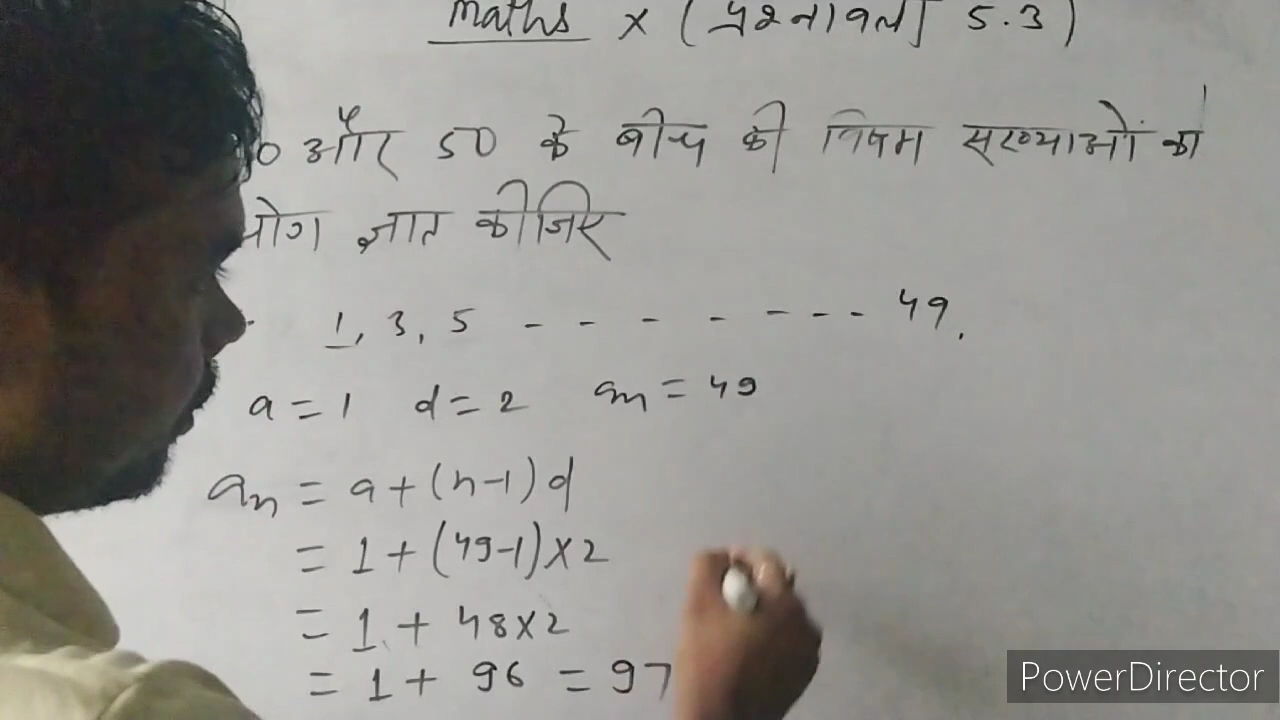 Maths X (प्रश्नावली 5.3)
0 और 50 के बीच की विषम संख्याओं का
योग ज्ञात कीजिए
1, 3, 5 - - - - - - - - 49.
a = 1 d = 2 an = 49
an = a + (n-1) d
= 1 + (49-1) × 2
= 1 + 48 × 2
= 1 + 96 = 97
PowerDirector